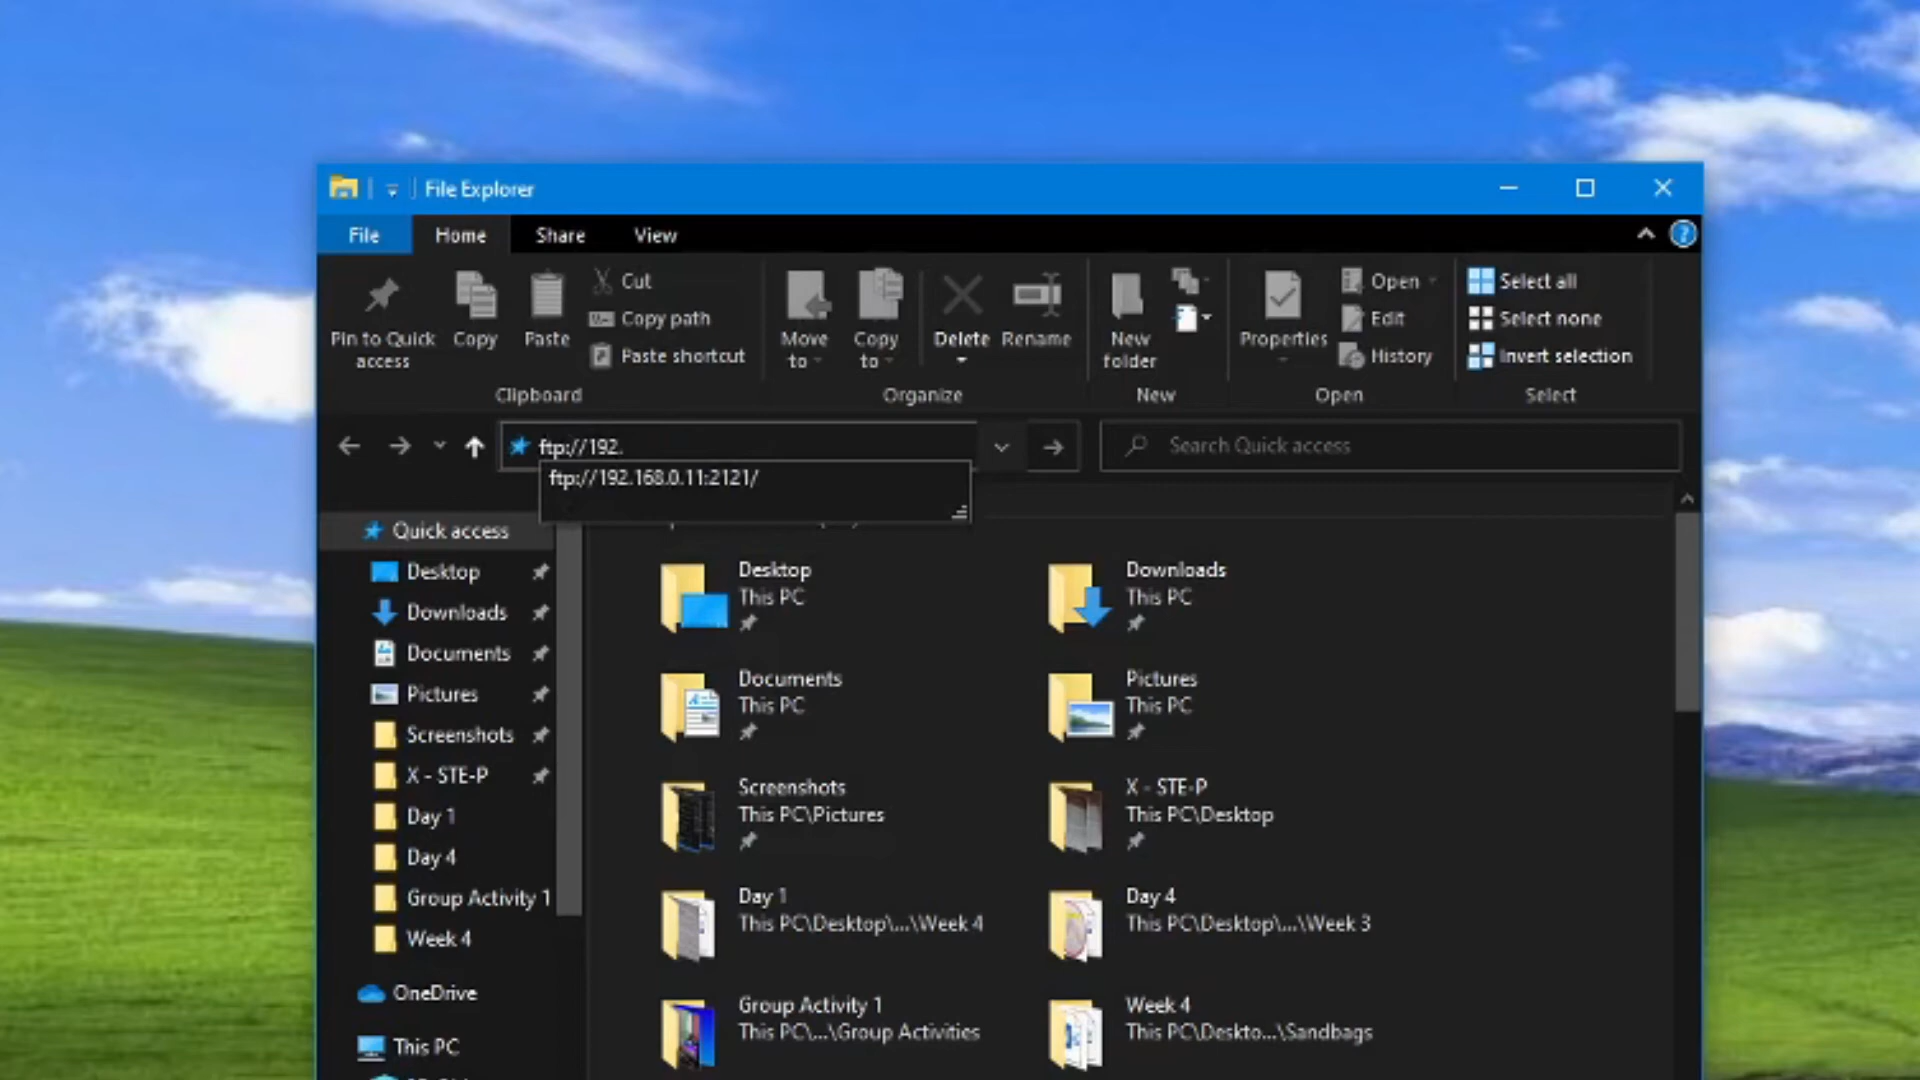 File Explorer
File Home Share View
Pin to Quick access
Copy
Paste
Cut
Copy path
Paste shortcut
Clipboard
Move to
Copy to
Delete
Rename
Organize
New folder
New
Properties
Open
Edit
History
Open
Select all
Select none
Invert selection
Select
ftp://192.
Search Quick access
ftp://192.168.0.11:2121/
Quick access
Desktop
Downloads
Documents
Pictures
Screenshots
X - STE-P
Day 1
Day 4
Group Activity 1
Week 4
OneDrive
This PC
Desktop
This PC
Downloads
This PC
Documents
This PC
Pictures
This PC
Screenshots
This PC\Pictures
X - STE-P
This PC\Desktop
Day 1
This PC\Desktop\...\Week 4
Day 4
This PC\Desktop\...\Week 3
Group Activity 1
This PC\...\Group Activities
Week 4
This PC\Deskto...\Sandbags